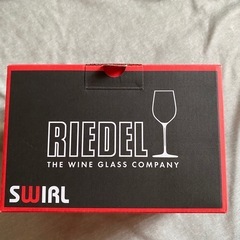 RIEDEL
THE WINE GLASS COMPANY
SWIRL